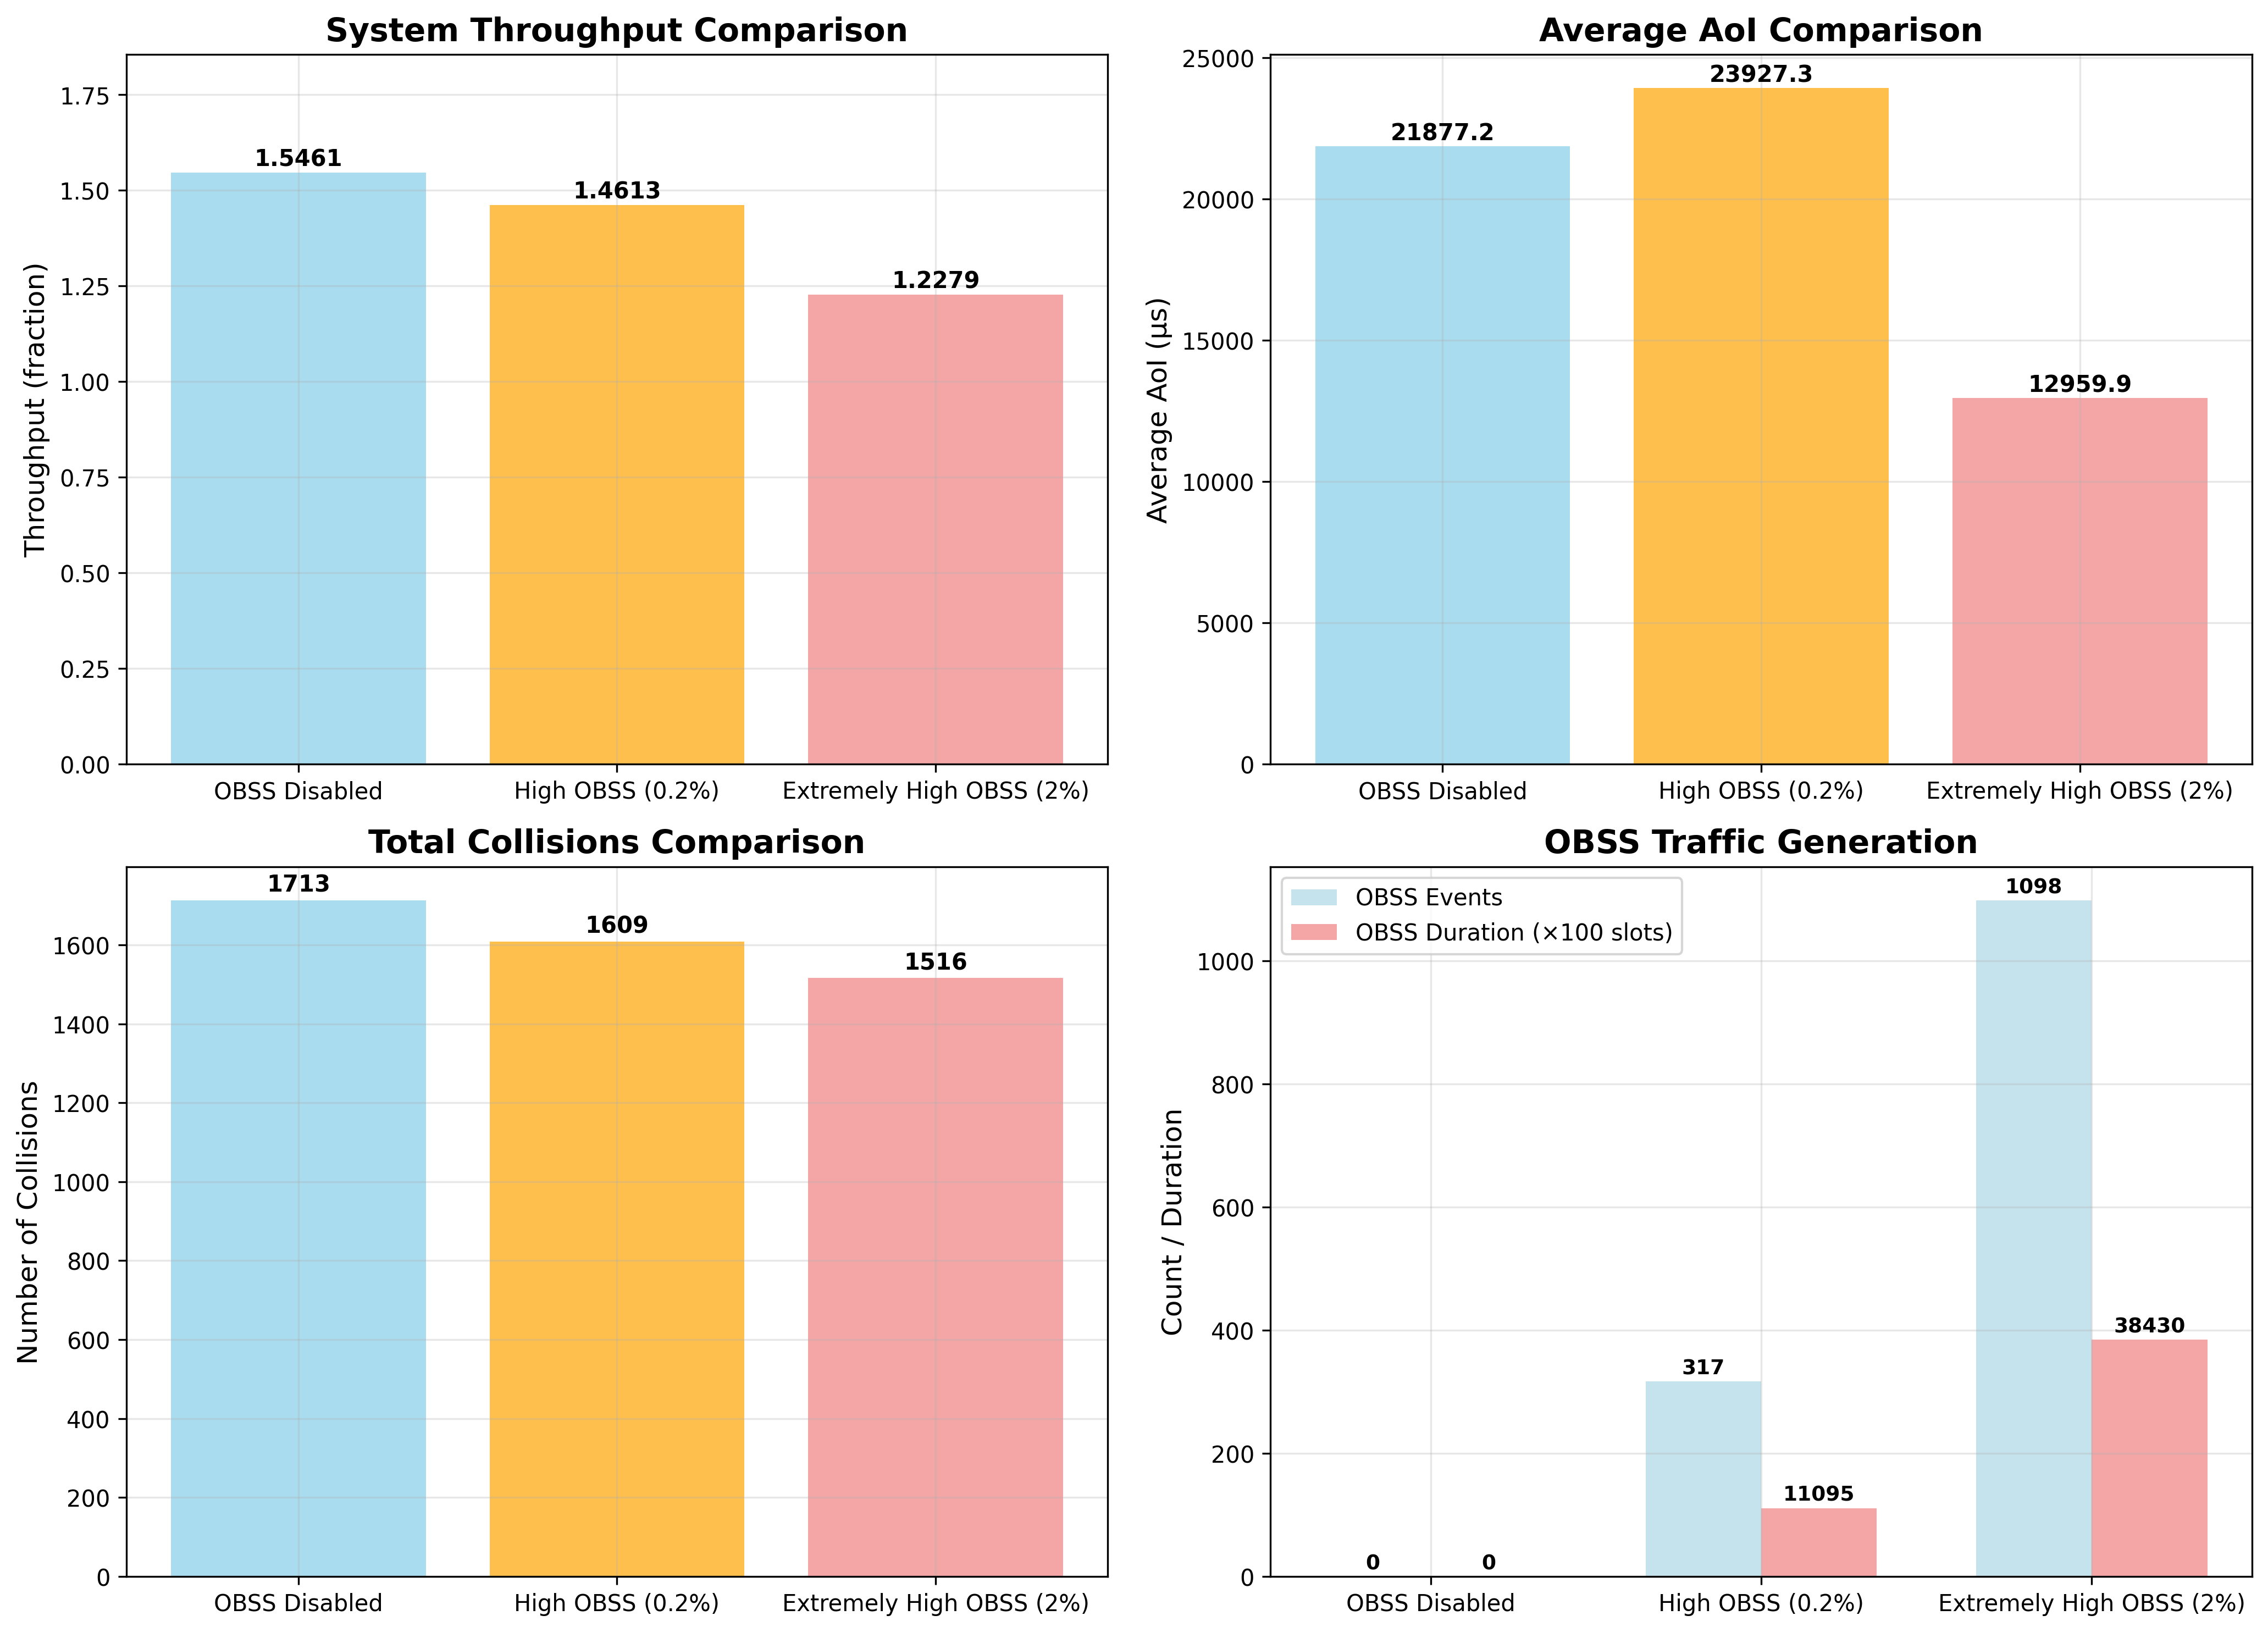 System Throughput Comparison
Throughput (fraction)
1.75
1.50
1.25
1.00
0.75
0.50
0.25
0.00
1.5461
1.4613
1.2279
OBSS Disabled
High OBSS (0.2%)
Extremely High OBSS (2%)
Average AoI Comparison
Average AoI (μs)
25000
20000
15000
10000
5000
0
21877.2
23927.3
12959.9
OBSS Disabled
High OBSS (0.2%)
Extremely High OBSS (2%)
Total Collisions Comparison
Number of Collisions
1600
1400
1200
1000
800
600
400
200
0
1713
1609
1516
OBSS Disabled
High OBSS (0.2%)
Extremely High OBSS (2%)
OBSS Traffic Generation
OBSS Events
OBSS Duration (×100 slots)
Count / Duration
1000
800
600
400
200
0
0
0
317
11095
1098
38430
OBSS Disabled
High OBSS (0.2%)
Extremely High OBSS (2%)